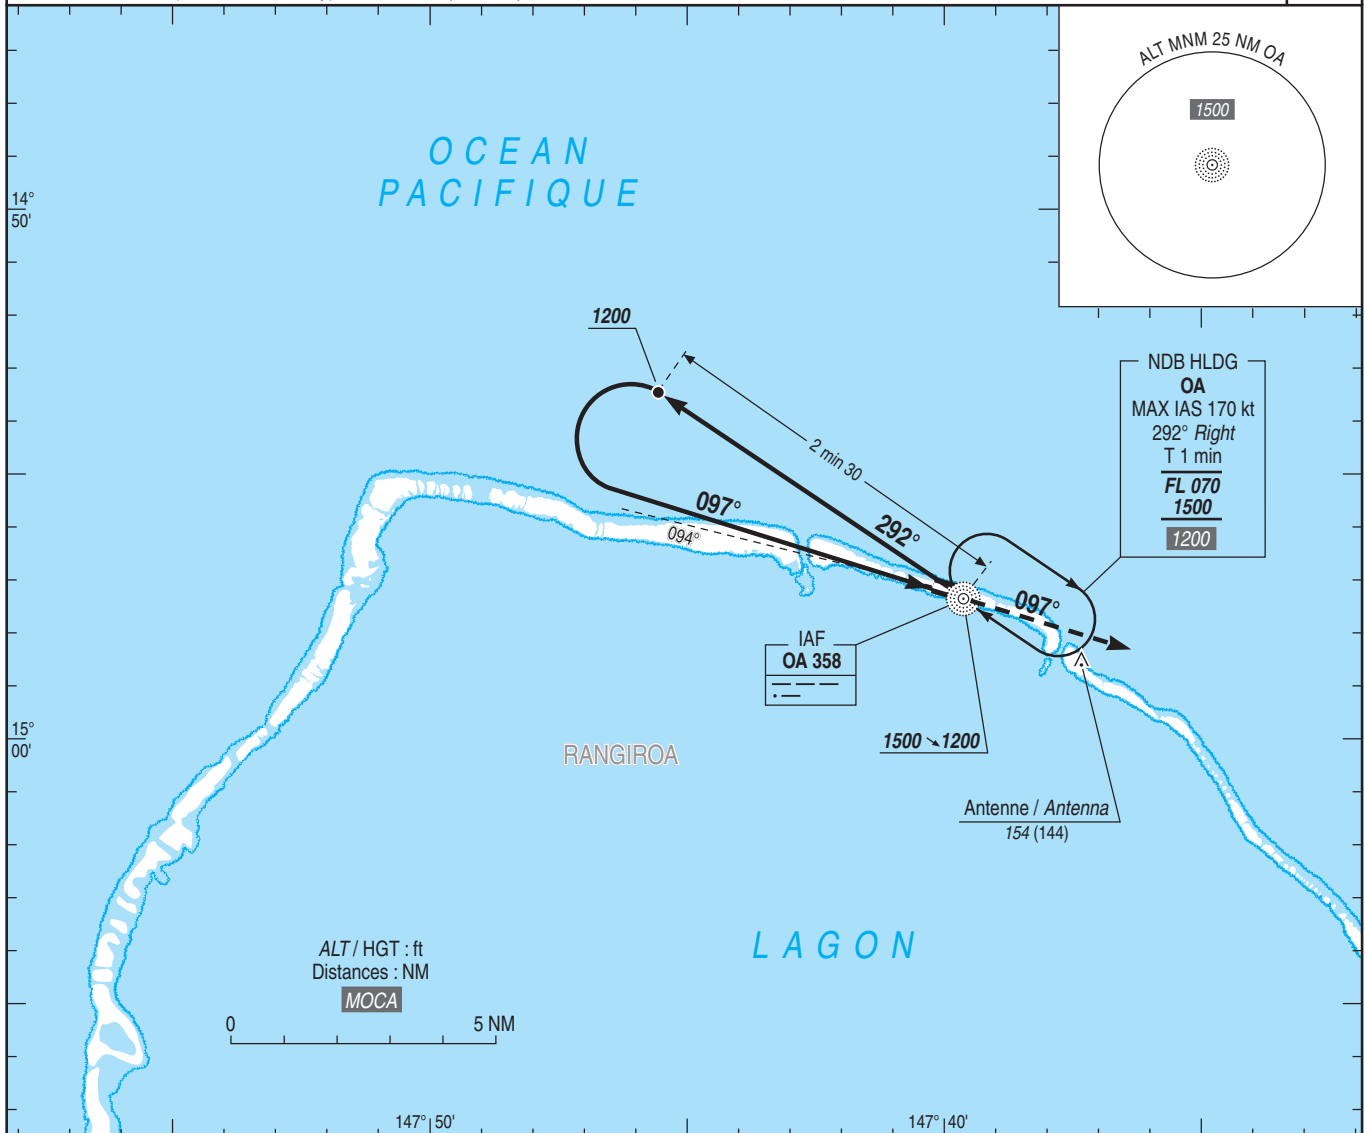 ALT MNM 25 NM OA
1500
OCEAN
PACIFIQUE
14°
50'
1200
2 min 30
NDB HLDG
OA
MAX IAS 170 kt
292° Right
T 1 min
FL 070
1500
1200
097°
094°
292°
097°
IAF
OA 358
1500 ↘ 1200
15°
00'
RANGIROA
Antenne / Antenna
154 (144)
LAGON
ALT / HGT : ft
Distances : NM
MOCA
0 5 NM
147° 50' 147° 40'